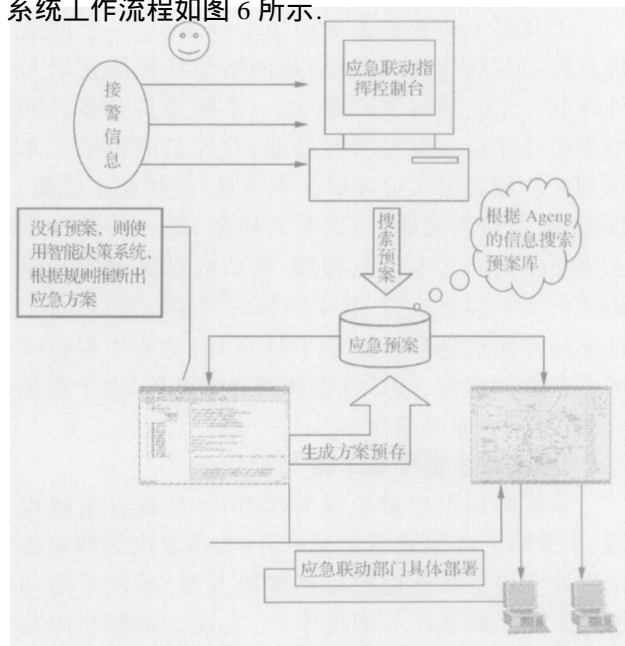 系统工作流程如图 6 所示.
接
警
信
息
应急联动指
挥控制台
没有预案，则使
用智能决策系统，
根据规则推断出
应急方案
搜
索
预
案
根据 Ageng
的信息搜索
预案库
应急预案
生成方案预存
应急联动部门具体部署